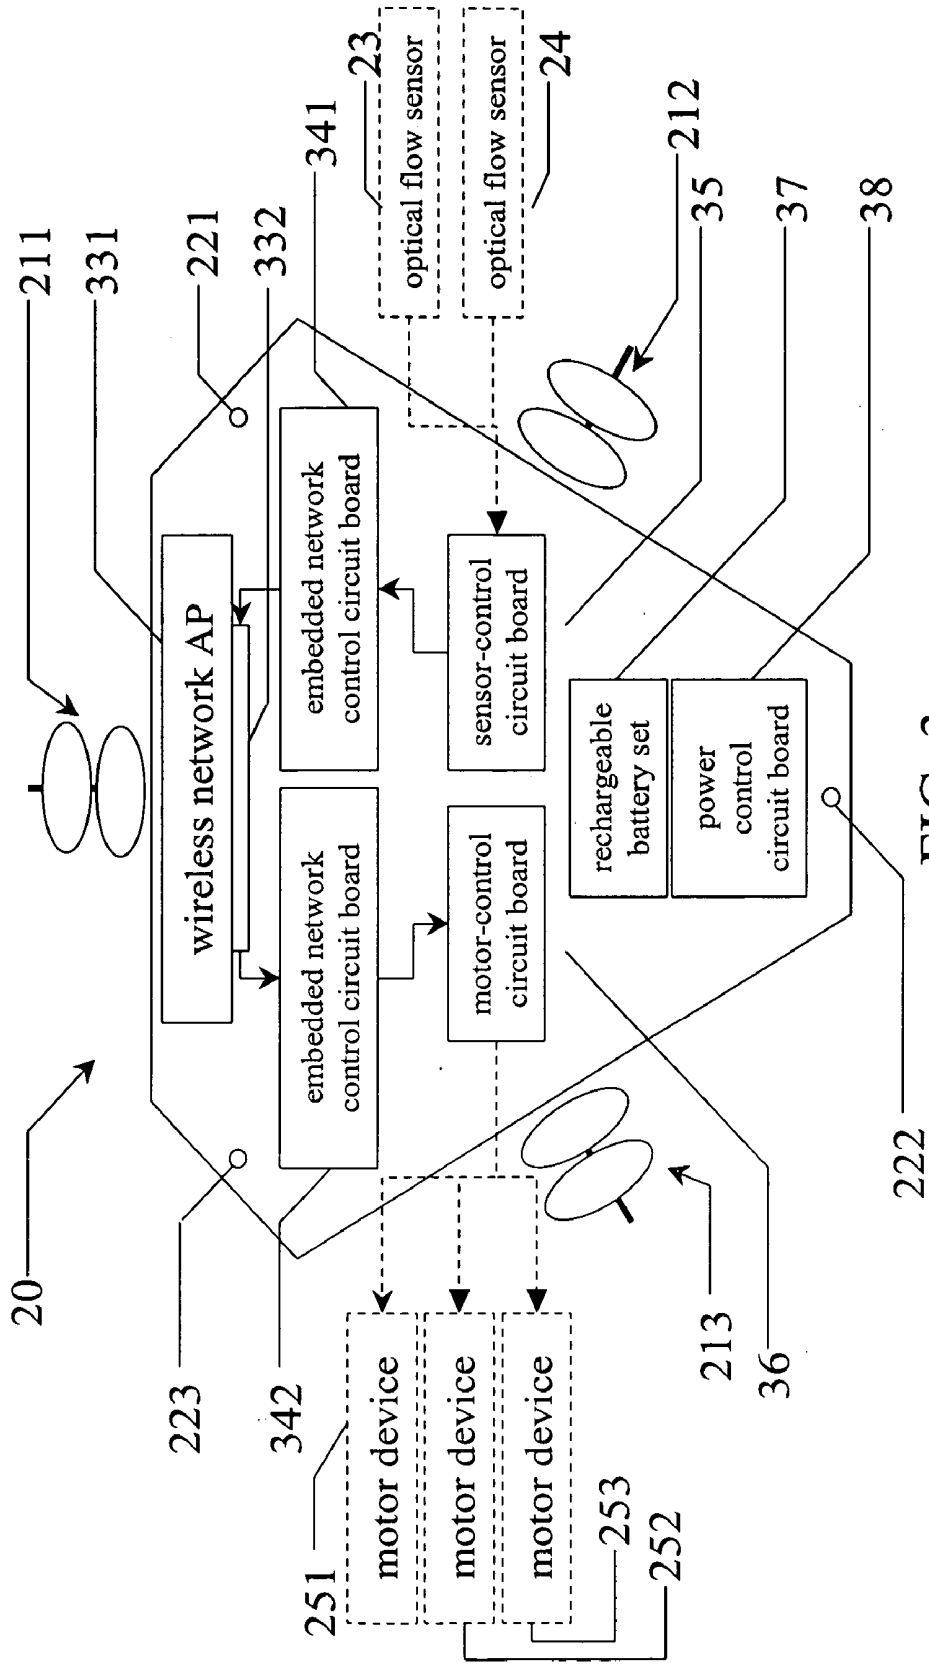 20
211
331
223
221
wireless network AP
332
342
341
251
embedded network
control circuit board
embedded network
control circuit board
23
optical flow sensor
optical flow sensor
24
motor device
motor device
motor device
motor-control
circuit board
sensor-control
circuit board
253
252
rechargeable
battery set
power
control
circuit board
212
213
35
36
37
38
222
FIG.